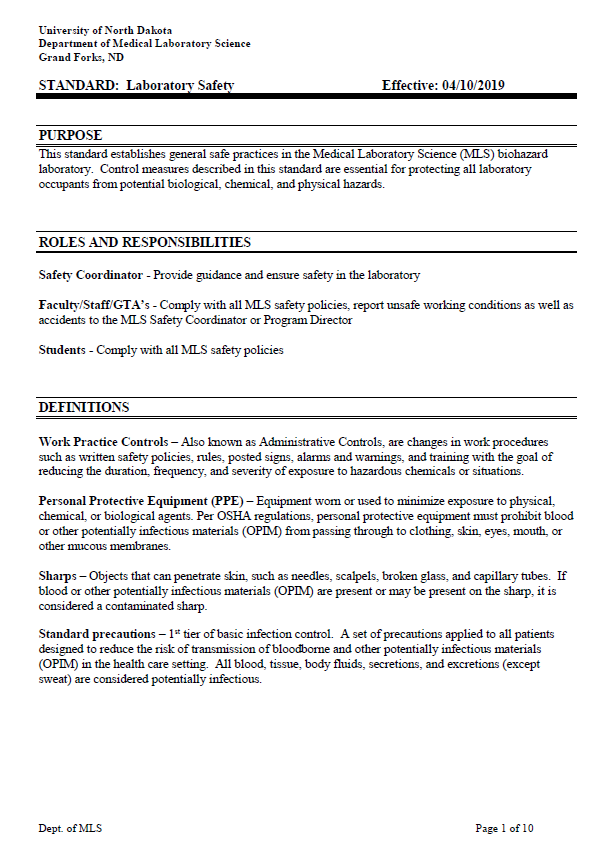 University of North Dakota
Department of Medical Laboratory Science
Grand Forks, ND
STANDARD: Laboratory Safety Effective: 04/10/2019
PURPOSE
This standard establishes general safe practices in the Medical Laboratory Science (MLS) biohazard
laboratory. Control measures described in this standard are essential for protecting all laboratory
occupants from potential biological, chemical, and physical hazards.
ROLES AND RESPONSIBILITIES
Safety Coordinator - Provide guidance and ensure safety in the laboratory
Faculty/Staff/GTA's - Comply with all MLS safety policies, report unsafe working conditions as well as
accidents to the MLS Safety Coordinator or Program Director
Students - Comply with all MLS safety policies
DEFINITIONS
Work Practice Controls – Also known as Administrative Controls, are changes in work procedures
such as written safety policies, rules, posted signs, alarms and warnings, and training with the goal of
reducing the duration, frequency, and severity of exposure to hazardous chemicals or situations.
Personal Protective Equipment (PPE) – Equipment worn or used to minimize exposure to physical,
chemical, or biological agents. Per OSHA regulations, personal protective equipment must prohibit blood
or other potentially infectious materials (OPIM) from passing through to clothing, skin, eyes, mouth, or
other mucous membranes.
Sharps – Objects that can penetrate skin, such as needles, scalpels, broken glass, and capillary tubes. If
blood or other potentially infectious materials (OPIM) are present or may be present on the sharp, it is
considered a contaminated sharp.
Standard precautions – 1st tier of basic infection control. A set of precautions applied to all patients
designed to reduce the risk of transmission of bloodborne and other potentially infectious materials
(OPIM) in the health care setting. All blood, tissue, body fluids, secretions, and excretions (except
sweat) are considered potentially infectious.
Dept. of MLS Page 1 of 10